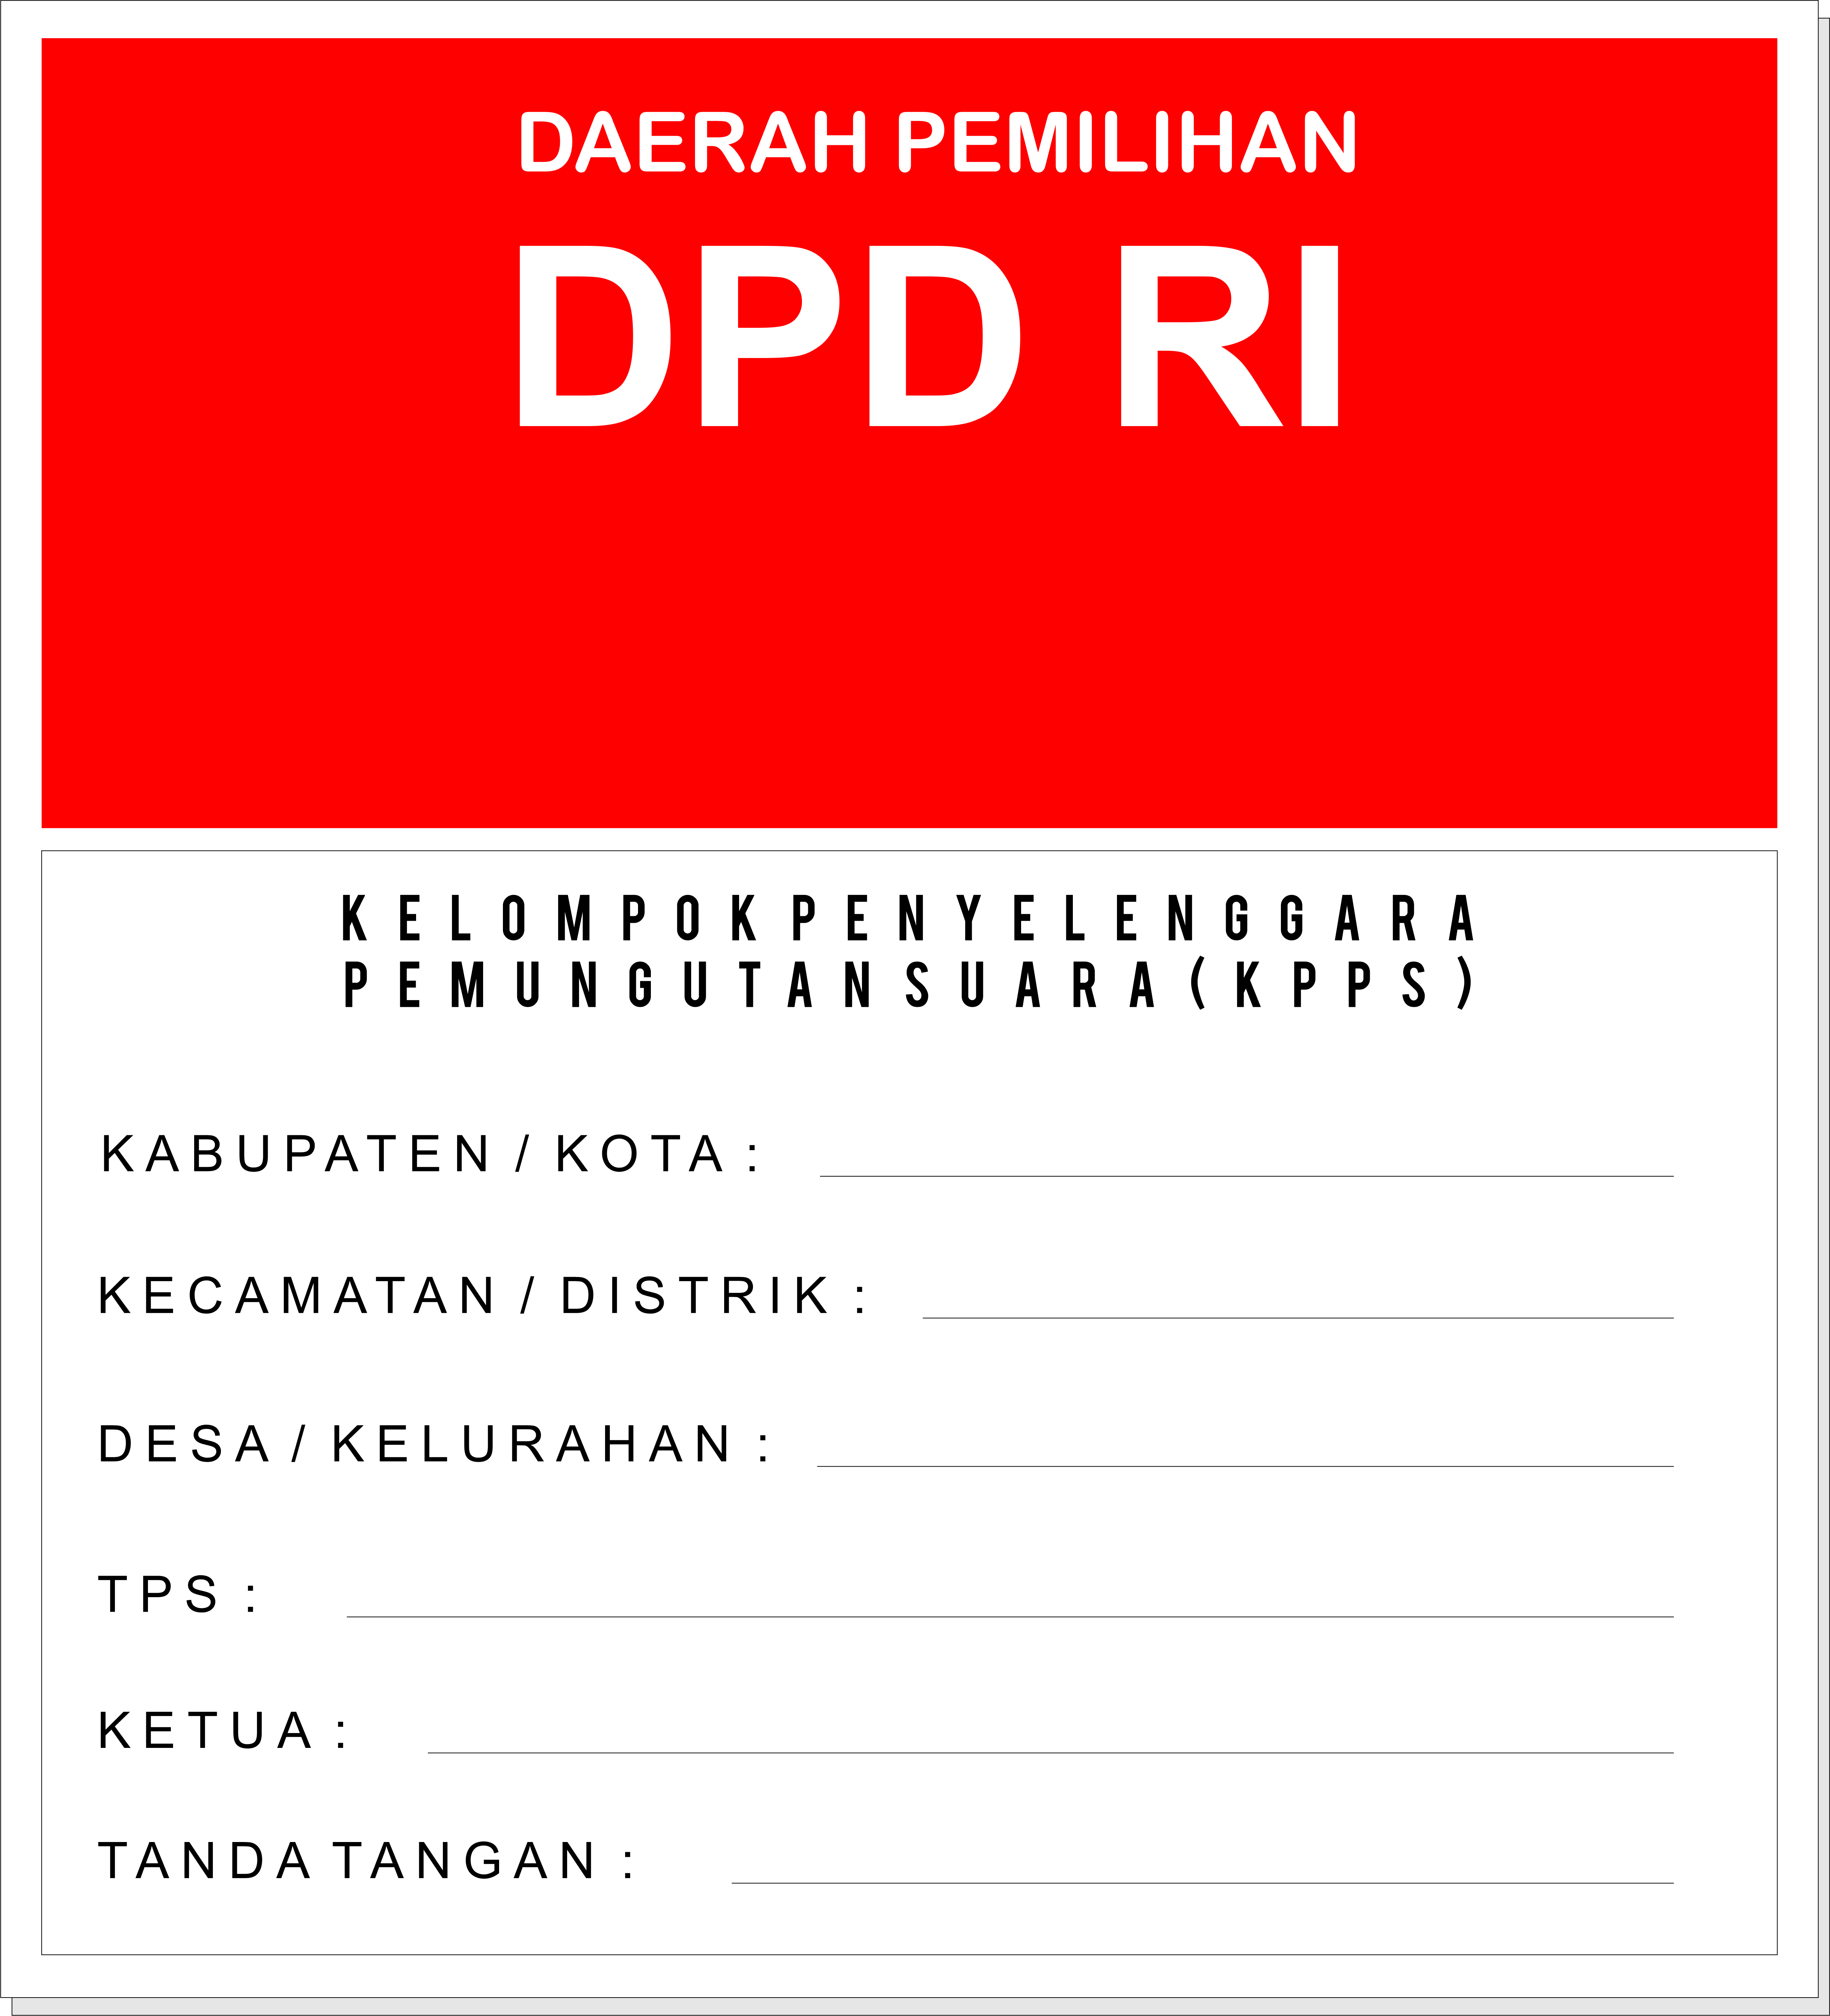 DAERAH PEMILIHAN
DPD RI
KELOMPOK PENYELENGGARA
PEMUNGUTAN SUARA (KPPS)
KABUPATEN / KOTA :
KECAMATAN / DISTRIK :
DESA / KELURAHAN :
TPS :
KETUA :
TANDA TANGAN :